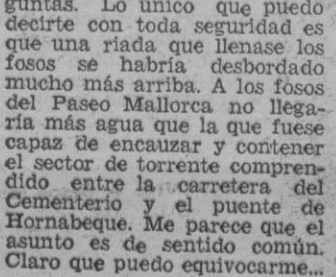 guntas. Lo único que puedo
decirte con toda seguridad es
que una riada que llenase los
fosos se habría desbordado
mucho más arriba. A los fosos
del Paseo Mallorca no llega-
ría más agua que la que fuese
capaz de encauzar y contener
el sector de torrente compren-
dido entre la carretera del
Cementerio y el puente de
Hornabeque. Me parece que el
asunto es de sentido común.
Claro que puedo equivocarme...